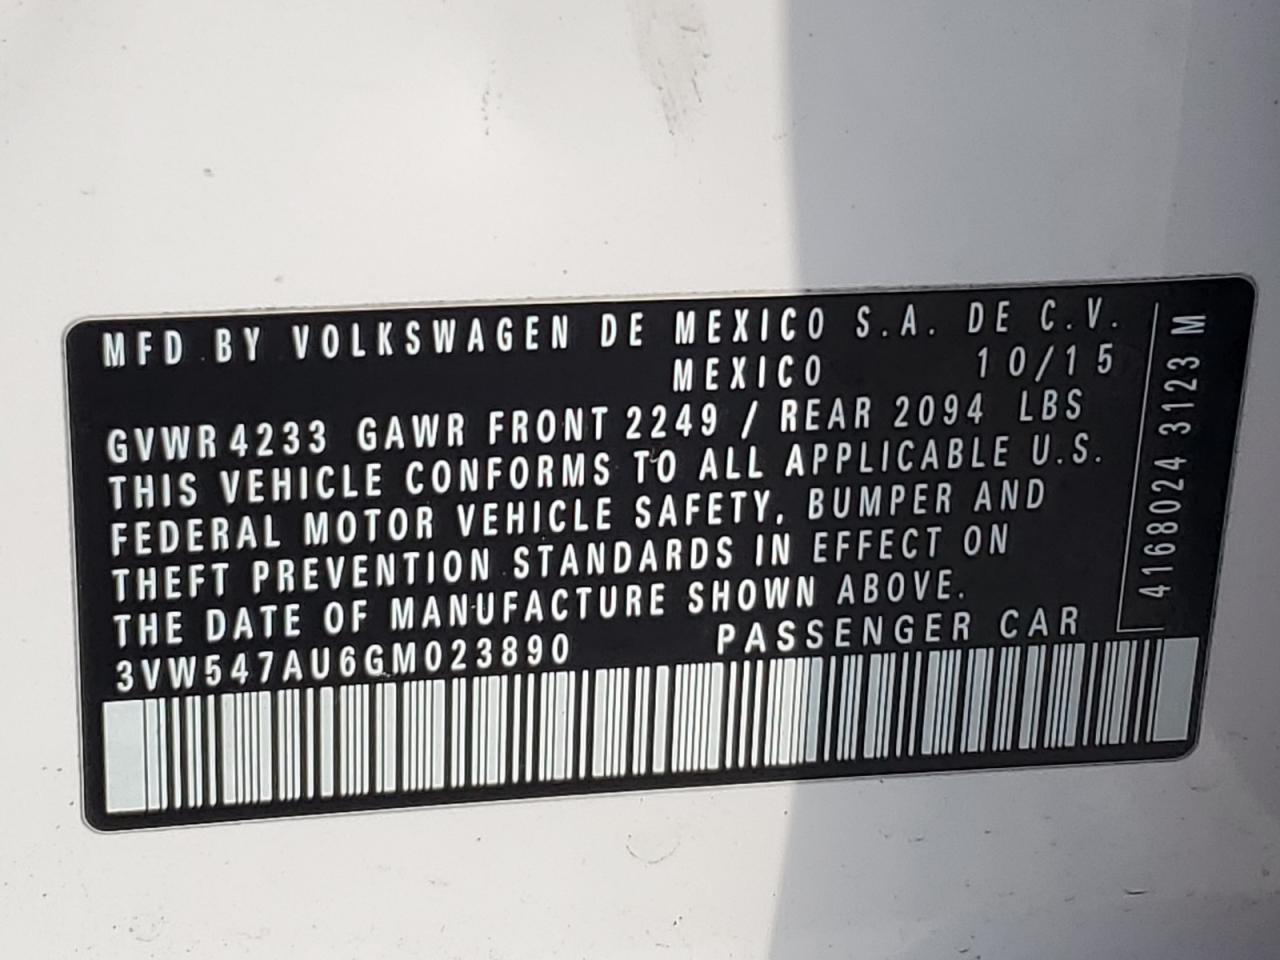 MFD BY VOLKSWAGEN DE MEXICO S.A. DE C.V.
MEXICO 10/15
GVWR 4233 GAWR FRONT 2249 / REAR 2094 LBS
THIS VEHICLE CONFORMS TO ALL APPLICABLE U.S.
FEDERAL MOTOR VEHICLE SAFETY, BUMPER AND
THEFT PREVENTION STANDARDS IN EFFECT ON
THE DATE OF MANUFACTURE SHOWN ABOVE.
3VW547AU6GM023890 PASSENGER CAR
4168024 3123 M